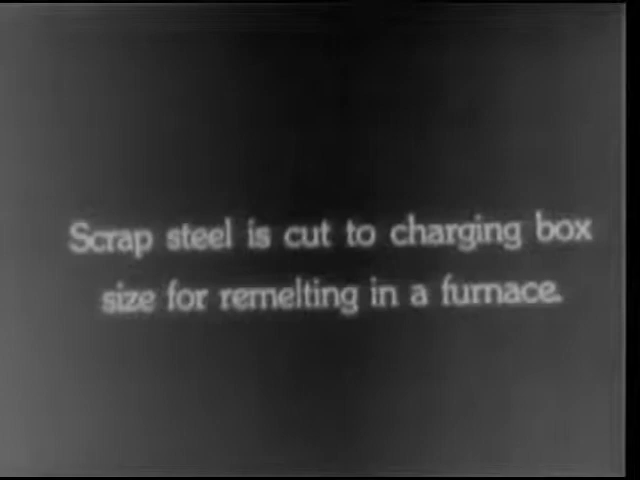 Scrap steel is cut to charging box
size for remelting in a furnace.